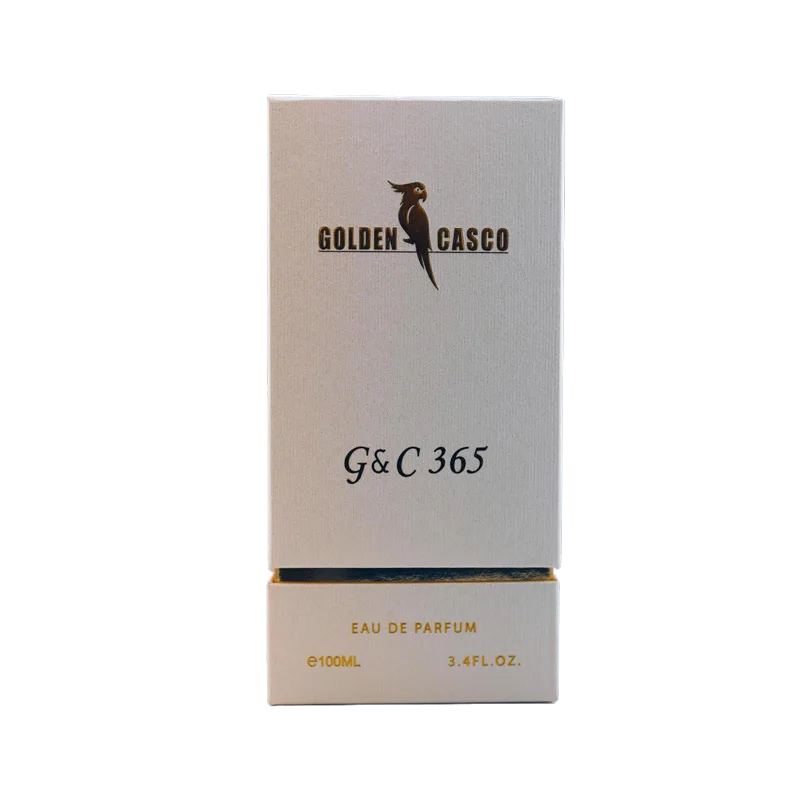 GOLDEN CASCO
G&C 365
EAU DE PARFUM
℮100ML 3.4FL.OZ.